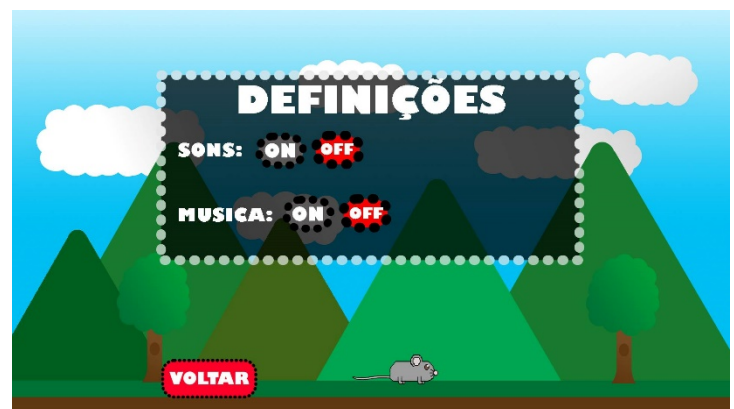 DEFINIÇÕES
SONS: ON OFF
MUSICA: ON OFF
VOLTAR